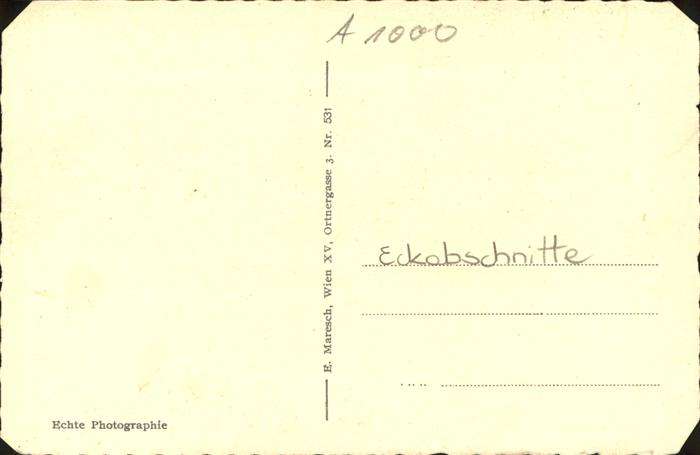 A 1000
E. Maresch, Wien XV, Ortnergasse 3. Nr. 531
Eckabschnitte
Echte Photographie